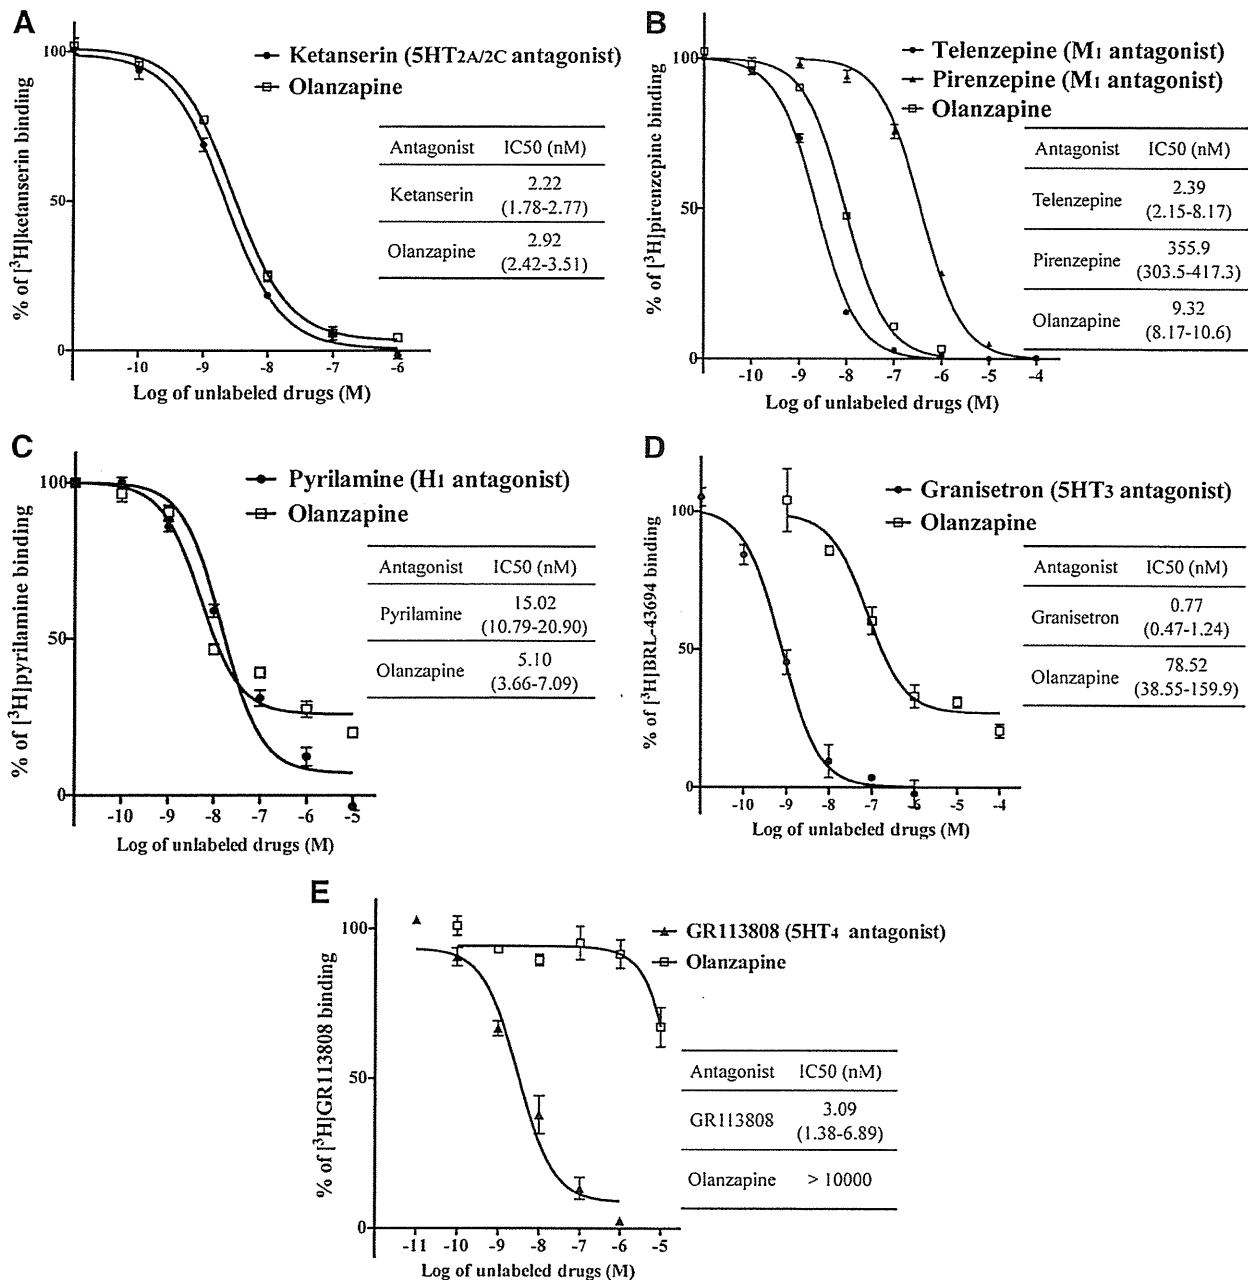 A
% of [³H]ketanserin binding
100
50
0
-10 -9 -8 -7 -6
Log of unlabeled drugs (M)
Ketanserin (5HT2A/2C antagonist)
Olanzapine
Antagonist IC50 (nM)
Ketanserin 2.22
(1.78-2.77)
Olanzapine 2.92
(2.42-3.51)
B
% of [³H]pirenzepine binding
100
50
0
-10 -9 -8 -7 -6 -5 -4
Log of unlabeled drugs (M)
Telenzepine (M1 antagonist)
Pirenzepine (M1 antagonist)
Olanzapine
Antagonist IC50 (nM)
Telenzepine 2.39
(2.15-8.17)
Pirenzepine 355.9
(303.5-417.3)
Olanzapine 9.32
(8.17-10.6)
C
% of [³H]pyrilamine binding
100
50
0
-10 -9 -8 -7 -6 -5
Log of unlabeled drugs (M)
Pyrilamine (H1 antagonist)
Olanzapine
Antagonist IC50 (nM)
Pyrilamine 15.02
(10.79-20.90)
Olanzapine 5.10
(3.66-7.09)
D
% of [³H]BRL-43694 binding
100
50
0
-10 -9 -8 -7 -6 -5 -4
Log of unlabeled drugs (M)
Granisetron (5HT3 antagonist)
Olanzapine
Antagonist IC50 (nM)
Granisetron 0.77
(0.47-1.24)
Olanzapine 78.52
(38.55-159.9)
E
% of [³H]GR113808 binding
100
50
0
-11 -10 -9 -8 -7 -6 -5
Log of unlabeled drugs (M)
GR113808 (5HT4 antagonist)
Olanzapine
Antagonist IC50 (nM)
GR113808 3.09
(1.38-6.89)
Olanzapine > 10000